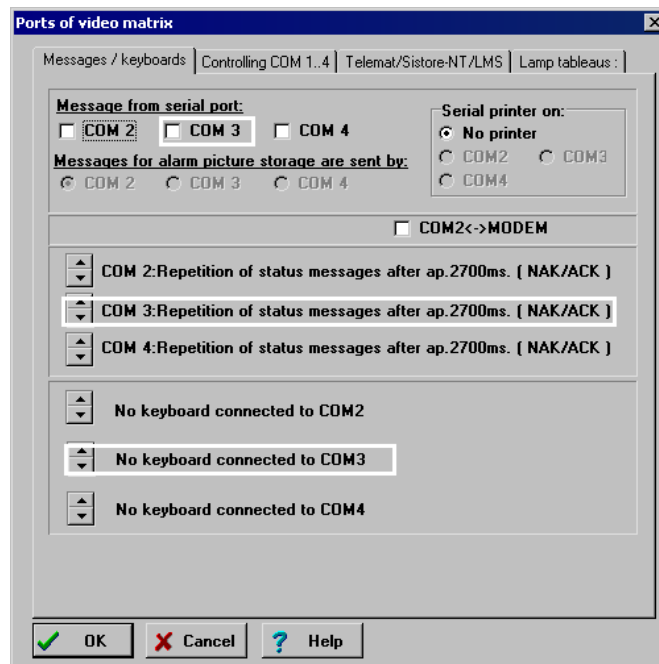 Ports of video matrix
Messages / keyboards Controlling COM 1..4 Telemat/Sistore-NT/LMS Lamp tableaus :
Message from serial port:
COM 2 COM 3 COM 4
Messages for alarm picture storage are sent by:
COM 2 COM 3 COM 4
Serial printer on:
No printer
COM2 COM3
COM4
COM2<->MODEM
COM 2:Repetition of status messages after ap.2700ms. ( NAK/ACK )
COM 3:Repetition of status messages after ap.2700ms. ( NAK/ACK )
COM 4:Repetition of status messages after ap.2700ms. ( NAK/ACK )
No keyboard connected to COM2
No keyboard connected to COM3
No keyboard connected to COM4
OK Cancel Help